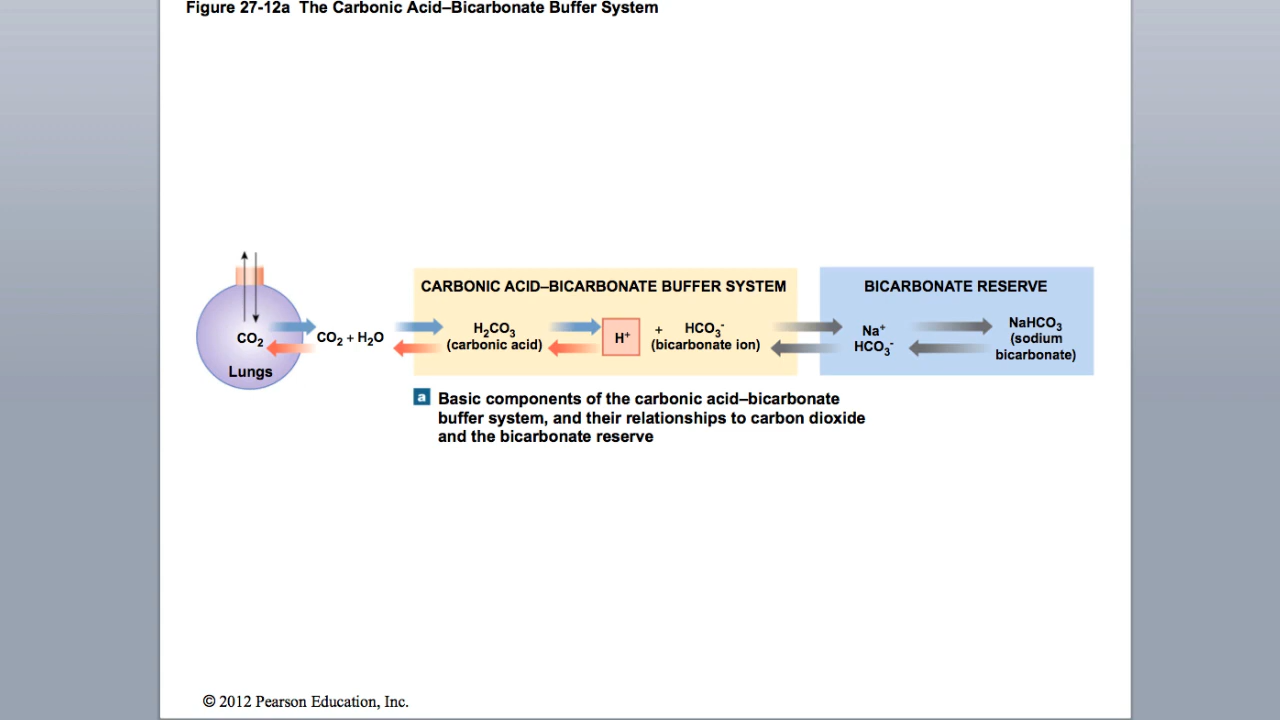 Figure 27-12a The Carbonic Acid–Bicarbonate Buffer System
CARBONIC ACID–BICARBONATE BUFFER SYSTEM
BICARBONATE RESERVE
CO₂
Lungs
CO₂ + H₂O
H₂CO₃
(carbonic acid)
H⁺
+ HCO₃⁻
(bicarbonate ion)
Na⁺
HCO₃⁻
NaHCO₃
(sodium
bicarbonate)
a Basic components of the carbonic acid–bicarbonate
buffer system, and their relationships to carbon dioxide
and the bicarbonate reserve
© 2012 Pearson Education, Inc.